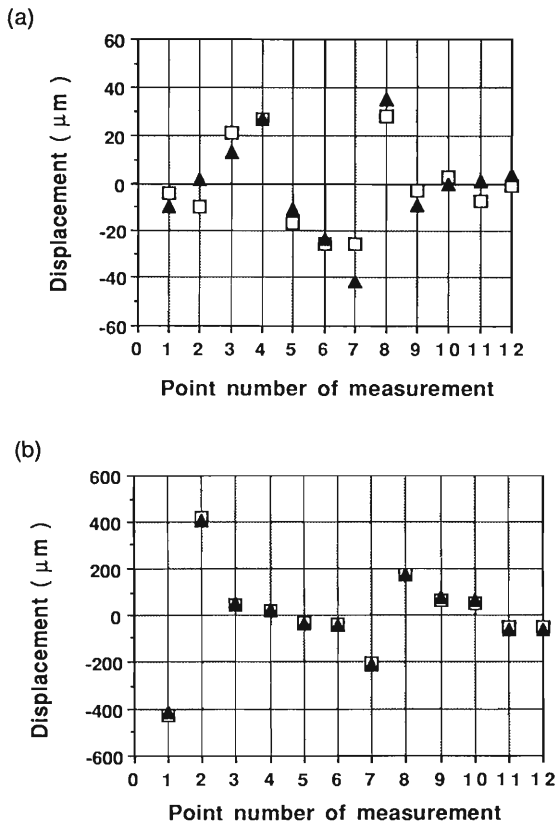 (a)
Displacement ( μm )
60
40
20
0
-20
-40
-60
0 1 2 3 4 5 6 7 8 9 10 11 12
Point number of measurement
(b)
Displacement ( μm )
600
400
200
0
-200
-400
-600
0 1 2 3 4 5 6 7 8 9 10 11 12
Point number of measurement